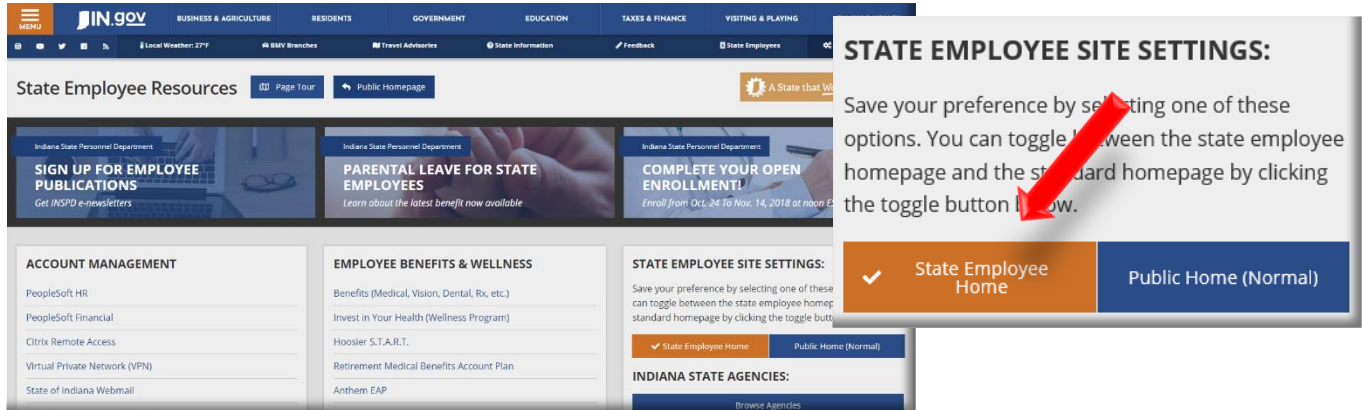 MENU
IN.gov
BUSINESS & AGRICULTURE
RESIDENTS
GOVERNMENT
EDUCATION
TAXES & FINANCE
VISITING & PLAYING
Local Weather: 27°F
BMV Branches
Travel Advisories
State Information
Feedback
State Employees
State Employee Resources
Page Tour
Public Homepage
A State that
Indiana State Personnel Department
SIGN UP FOR EMPLOYEE
PUBLICATIONS
Get INSPD e-newsletters
Indiana State Personnel Department
PARENTAL LEAVE FOR STATE
EMPLOYEES
Learn about the latest benefit now available
Indiana State Personnel Department
COMPLETE YOUR OPEN
ENROLLMENT!
Enroll from Oct. 24 To Nov. 14, 2018 at noon
ACCOUNT MANAGEMENT
PeopleSoft HR
PeopleSoft Financial
Citrix Remote Access
Virtual Private Network (VPN)
State of Indiana Webmail
EMPLOYEE BENEFITS & WELLNESS
Benefits (Medical, Vision, Dental, Rx, etc.)
Invest in Your Health (Wellness Program)
Hoosier S.T.A.R.T.
Retirement Medical Benefits Account Plan
Anthem EAP
STATE EMPLOYEE SITE SETTINGS:
Save your preference by selecting one of these
can toggle between the state employee
standard homepage by clicking the toggle
State Employee Home
Public Home (Normal)
INDIANA STATE AGENCIES:
Browse Agencies
STATE EMPLOYEE SITE SETTINGS:
Save your preference by selecting one of these
options. You can toggle between the state employee
homepage and the standard homepage by clicking
the toggle button below.
State Employee
Home
Public Home (Normal)